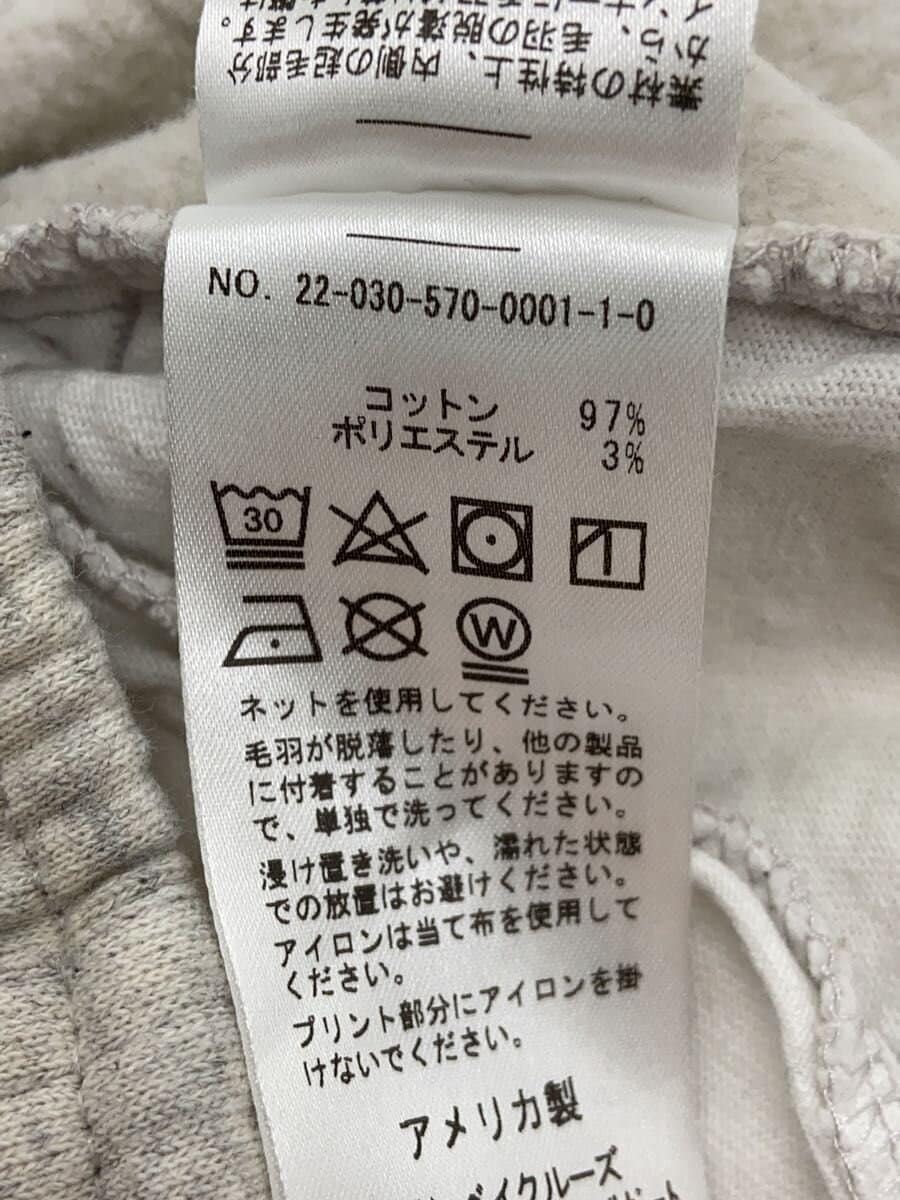 素材の特性上、内側の起毛部分
から、毛羽の脱落が発生します。
NO. 22-030-570-0001-1-0
コットン 97%
ポリエステル 3%
30
W
ネットを使用してください。
毛羽が脱落したり、他の製品
に付着することがありますの
で、単独で洗ってください。
浸け置き洗いや、濡れた状態
での放置はお避けください。
アイロンは当て布を使用して
ください。
プリント部分にアイロンを掛
けないでください。
アメリカ製
ベイクルーズ